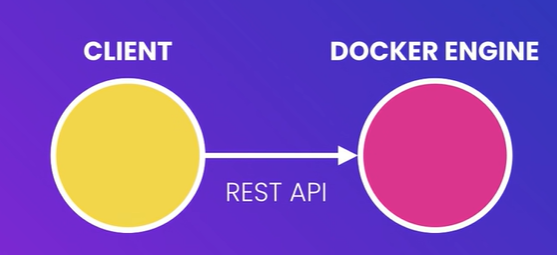 CLIENT
DOCKER ENGINE
REST API